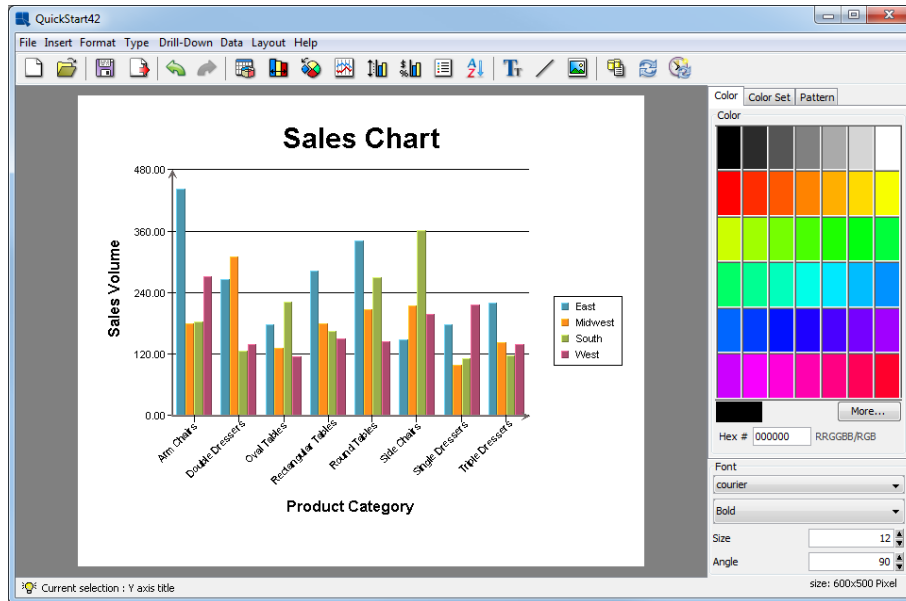 QuickStart42
File Insert Format Type Drill-Down Data Layout Help
Color Color Set Pattern
Color
Sales Chart
480.00
360.00
240.00
120.00
0.00
Sales Volume
East
Midwest
South
West
Arm Chairs
Double Dressers
Oval Tables
Rectangular Tables
Round Tables
Side Chairs
Single Dressers
Triple Dressers
Product Category
More...
Hex # 000000 RRGGBB/RGB
Font
courier
Bold
Size 12
Angle 90
Current selection : Y axis title
size: 600x500 Pixel